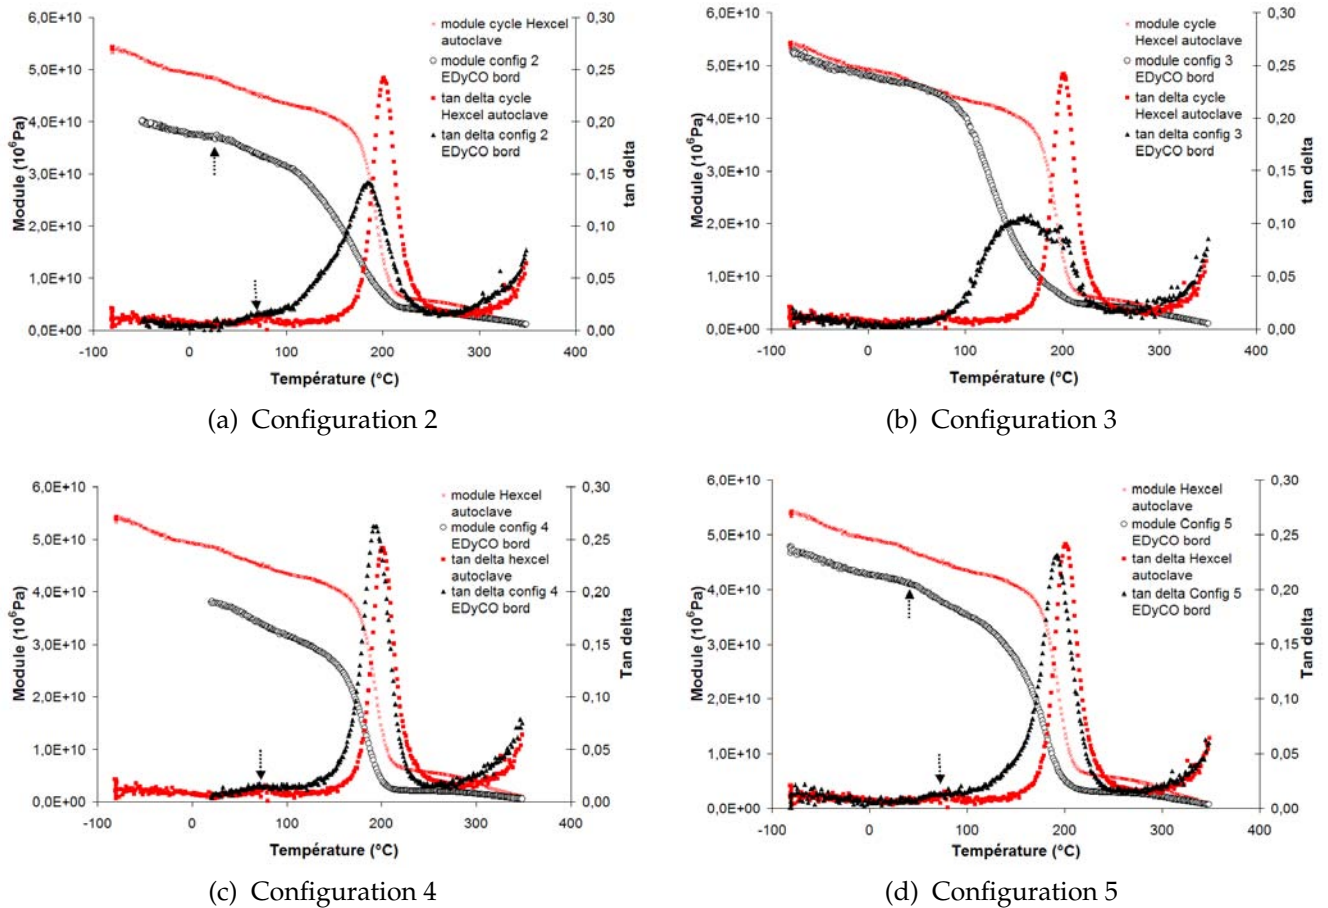 6,0E+10
5,0E+10
4,0E+10
3,0E+10
2,0E+10
1,0E+10
0,0E+00
Module (10⁶Pa)
-100
0
100
200
300
400
Température (°C)
0,30
0,25
0,20
0,15
0,10
0,05
0,00
tan delta
module cycle Hexcel
autoclave
module config 2
EDyCO bord
tan delta cycle
Hexcel autoclave
tan delta config 2
EDyCO bord
(a) Configuration 2
6,0E+10
5,0E+10
4,0E+10
3,0E+10
2,0E+10
1,0E+10
0,0E+00
Module (10⁶Pa)
-100
0
100
200
300
400
Température (°C)
0,30
0,25
0,20
0,15
0,10
0,05
0,00
tan delta
module cycle
Hexcel autoclave
module config 3
EDyCO bord
tan delta cycle
Hexcel autoclave
tan delta config 3
EDyCO bord
(b) Configuration 3
6,0E+10
5,0E+10
4,0E+10
3,0E+10
2,0E+10
1,0E+10
0,0E+00
Module (10⁶Pa)
-100
0
100
200
300
400
Température (°C)
0,30
0,25
0,20
0,15
0,10
0,05
0,00
Tan delta
module Hexcel
autoclave
module config 4
EDyCO bord
tan delta hexcel
autoclave
tan delta config 4
EDyCO bord
(c) Configuration 4
6,0E+10
5,0E+10
4,0E+10
3,0E+10
2,0E+10
1,0E+10
0,0E+00
Module (10⁶Pa)
-100
0
100
200
300
400
Température (°C)
0,30
0,25
0,20
0,15
0,10
0,05
0,00
Tan delta
module Hexcel
autoclave
module Config 5
EDyCO bord
tan delta Hexcel
autoclave
tan delta Config 5
EDyCO bord
(d) Configuration 5